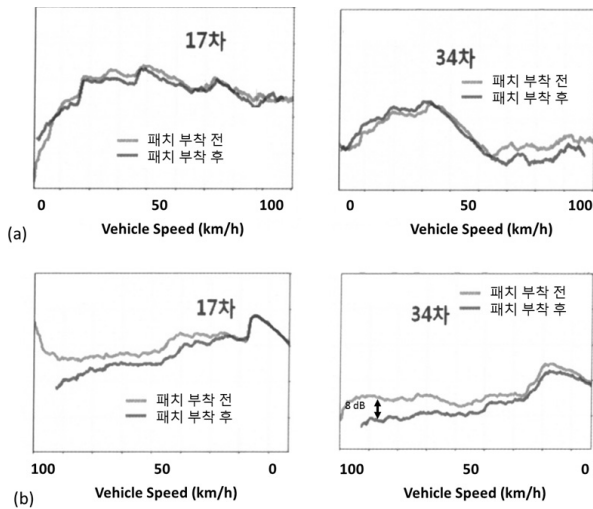 17차
패치 부착 전
패치 부착 후
0 50 100
Vehicle Speed (km/h)
34차
패치 부착 전
패치 부착 후
0 50 100
Vehicle Speed (km/h)
(a)
17차
패치 부착 전
패치 부착 후
100 50 0
Vehicle Speed (km/h)
패치 부착 전
34차
패치 부착 후
8 dB
100 50 0
Vehicle Speed (km/h)
(b)